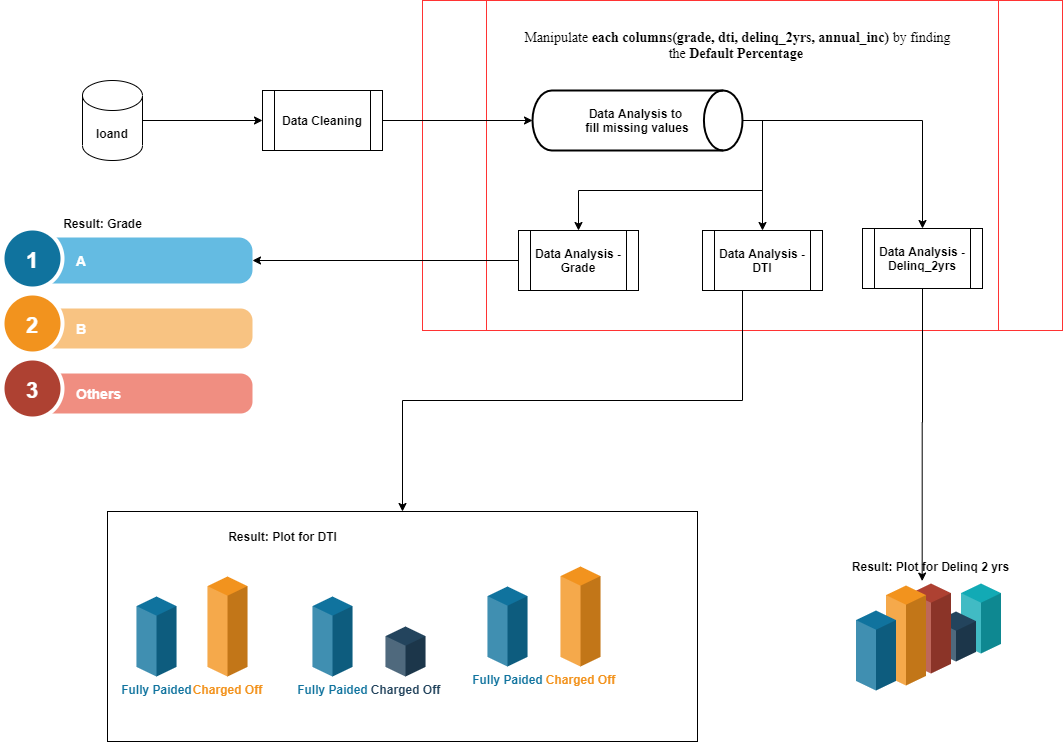 Manipulate each columns(grade, dti, delinq_2yrs, annual_inc) by finding
the Default Percentage
loand
Data Cleaning
Data Analysis to
fill missing values
Data Analysis -
Grade
Data Analysis -
DTI
Data Analysis -
Delinq_2yrs
Result: Grade
1
A
2
B
3
Others
Result: Plot for DTI
Fully Paided
Charged Off
Fully Paided
Charged Off
Fully Paided
Charged Off
Result: Plot for Delinq 2 yrs